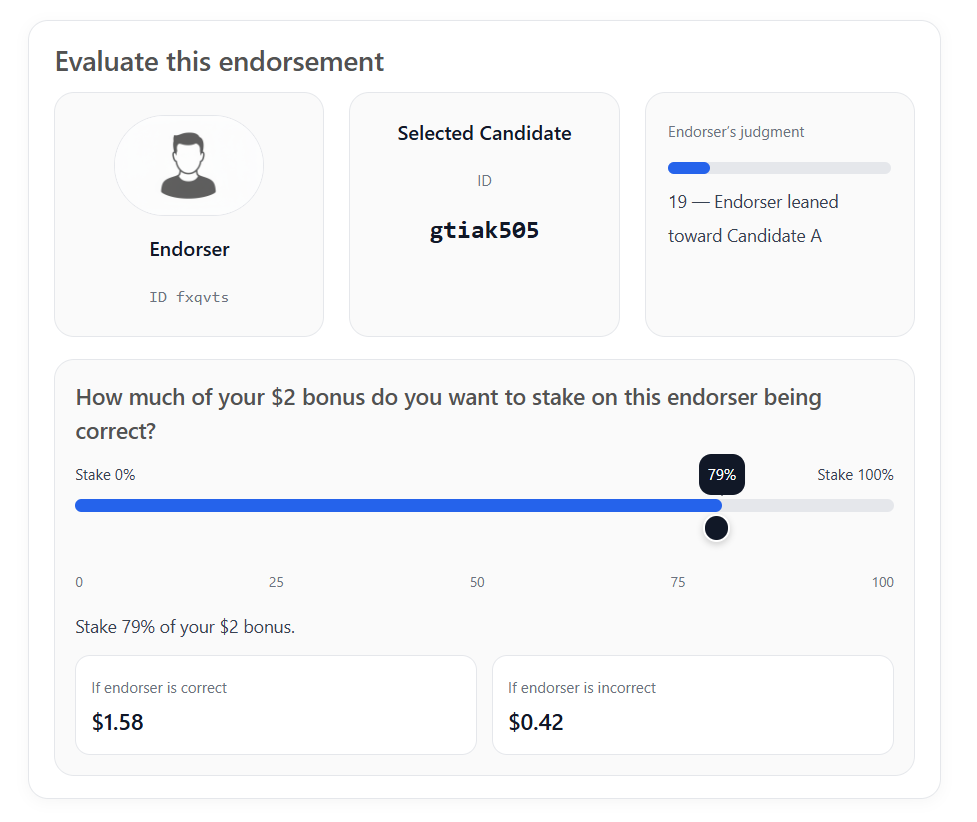 Evaluate this endorsement
Endorser
ID fxqvts
Selected Candidate
ID
gtiak505
Endorser's judgment
19 — Endorser leaned
toward Candidate A
How much of your $2 bonus do you want to stake on this endorser being
correct?
Stake 0%
79%
Stake 100%
0
25
50
75
100
Stake 79% of your $2 bonus.
If endorser is correct
$1.58
If endorser is incorrect
$0.42